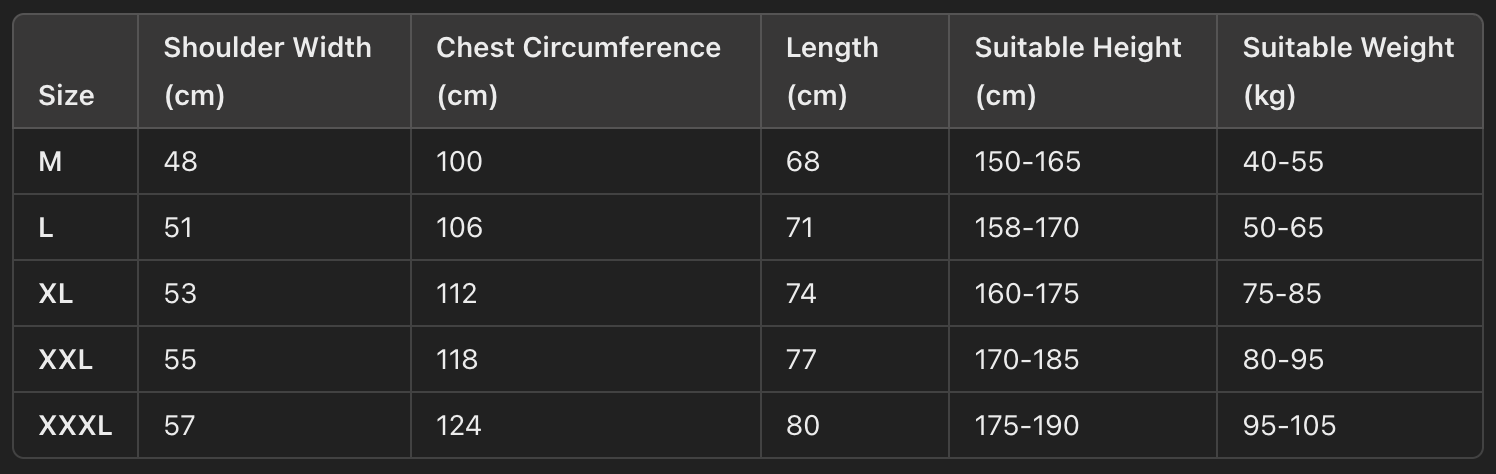 Size Shoulder Width (cm) Chest Circumference (cm) Length (cm) Suitable Height (cm) Suitable Weight (kg)
M 48 100 68 150-165 40-55
L 51 106 71 158-170 50-65
XL 53 112 74 160-175 75-85
XXL 55 118 77 170-185 80-95
XXXL 57 124 80 175-190 95-105